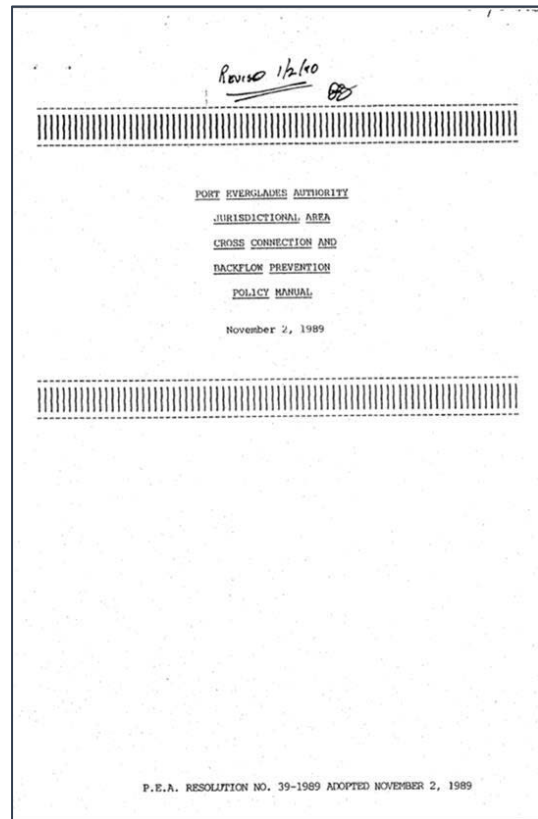 Revised 1/2/90
PORT EVERGLADES AUTHORITY
JURISDICTIONAL AREA
CROSS CONNECTION AND
BACKFLOW PREVENTION
POLICY MANUAL
November 2, 1989
P.E.A. RESOLUTION NO. 39-1989 ADOPTED NOVEMBER 2, 1989